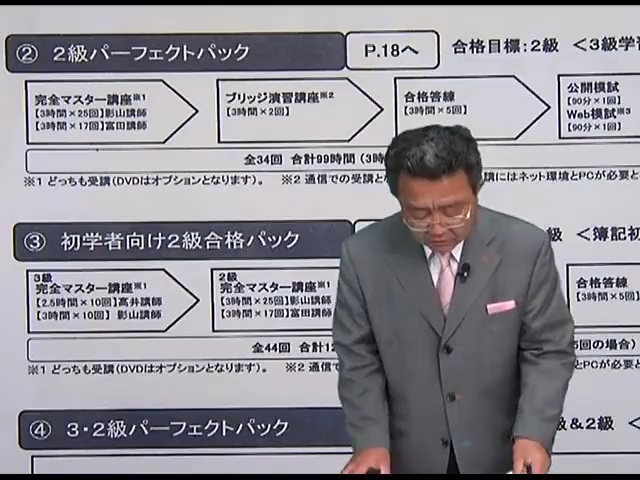 ② 2級パーフェクトパック
P.18へ
合格目標:2級 <3級学習
完全マスター講座※1
【3時間×25回】影山講師
【3時間×17回】富田講師
ブリッジ演習講座※2
【3時間×2回】
合格答練
【3時間×5回】
公開模試
【90分×1回】
Web模試※3
【90分×1回】
全34回 合計99時間 (3時
※1 どっちも受講(DVDはオプションとなります)。 ※2 通信での受講と
講にはネット環境とPCが必要と
③ 初学者向け2級合格パック
級 <簿記初
3級
完全マスター講座※1
【2.5時間×10回】高井講師
【3時間×10回】 影山講師
2級
完全マスター講座※1
【3時間×25回】影山講師
【3時間×17回】富田講師
合格答練
【3時間×5回】
全44回 合計12
5回の場合)
※1 どっちも受講(DVDはオプションとなります)。 ※2 通信で
とPCが必要と
④ 3・2級パーフェクトパック
級&2級 <